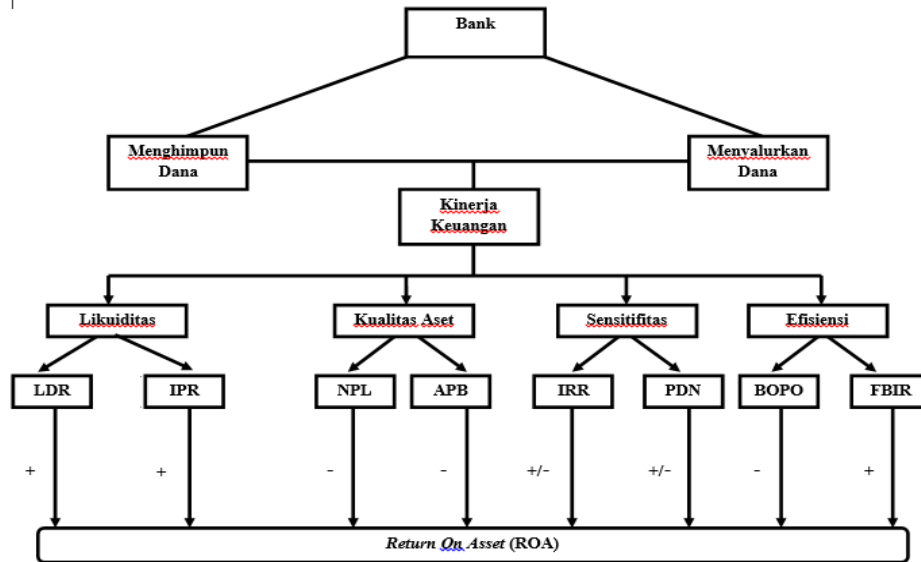 Bank
Menghimpun
Dana
Menyalurkan
Dana
Kinerja
Keuangan
Likuiditas
Kualitas Aset
Sensitifitas
Efisiensi
LDR
IPR
NPL
APB
IRR
PDN
BOPO
FBIR
+
+
-
-
+/-
+/-
-
+
Return On Asset (ROA)